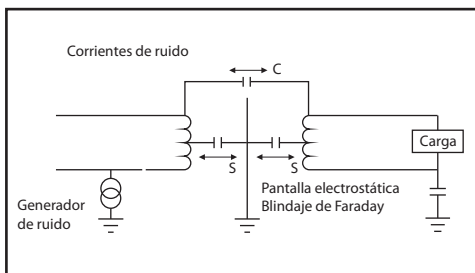 Corrientes de ruido
C
Carga
S
S
Pantalla electrostática
Blindaje de Faraday
Generador
de ruido